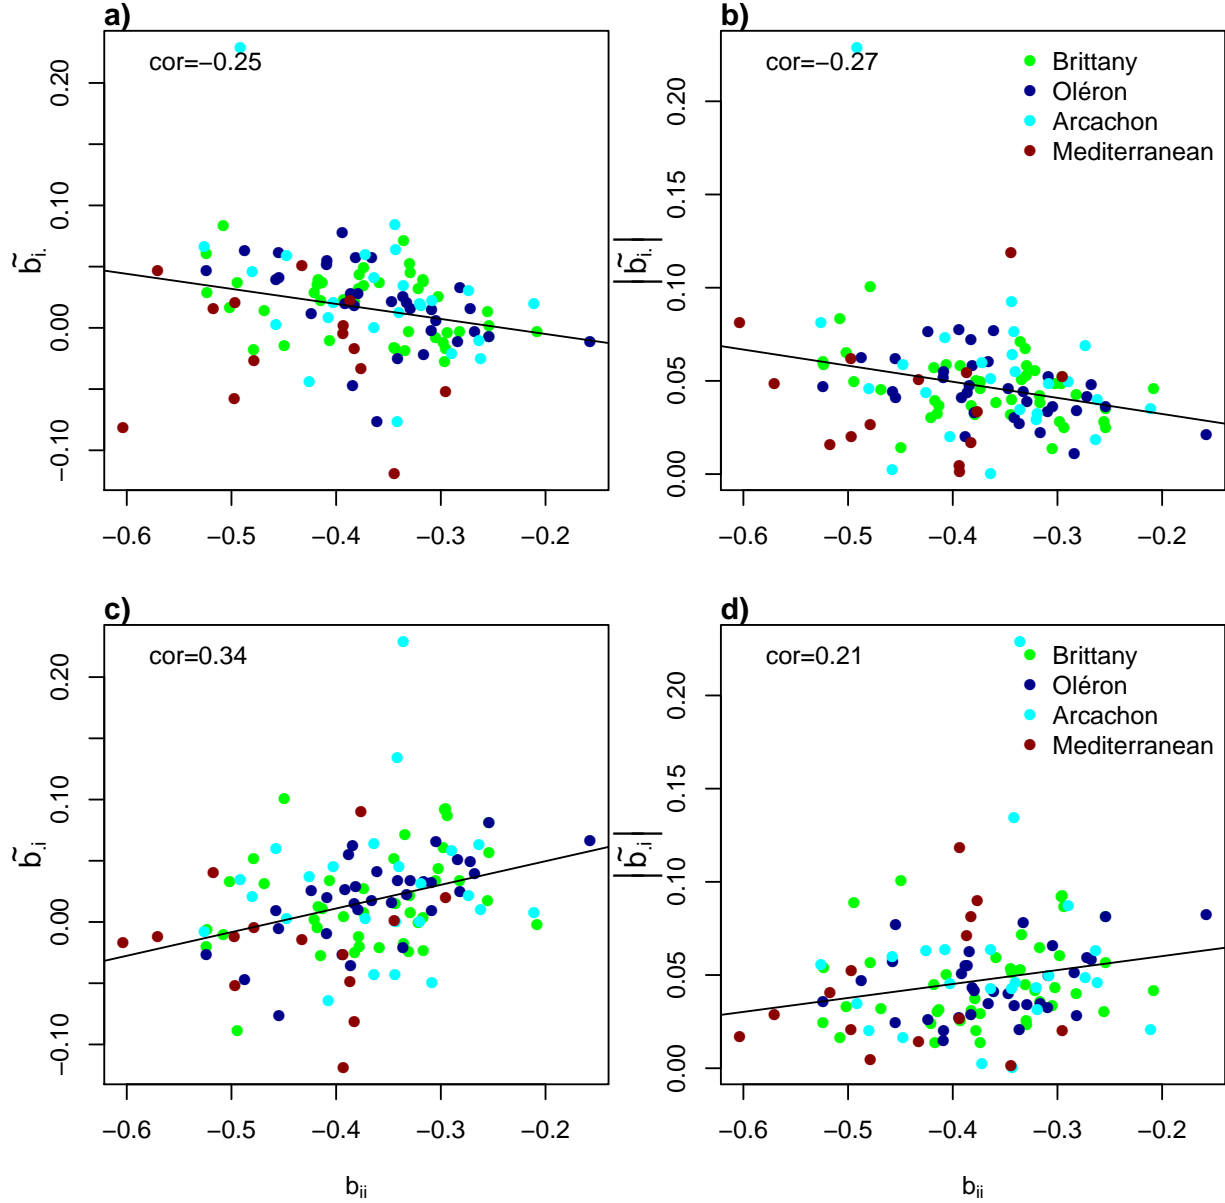 a)
cor=−0.25
b̃i.
0.20
0.10
0.00
−0.10
−0.6 −0.5 −0.4 −0.3 −0.2
b)
cor=−0.27
Brittany
Oléron
Arcachon
Mediterranean
|b̃i.|
0.20
0.15
0.10
0.05
0.00
−0.6 −0.5 −0.4 −0.3 −0.2
c)
cor=0.34
b̃.i
0.20
0.10
0.00
−0.10
−0.6 −0.5 −0.4 −0.3 −0.2
bii
d)
cor=0.21
Brittany
Oléron
Arcachon
Mediterranean
|b̃.i|
0.20
0.15
0.10
0.05
0.00
−0.6 −0.5 −0.4 −0.3 −0.2
bii